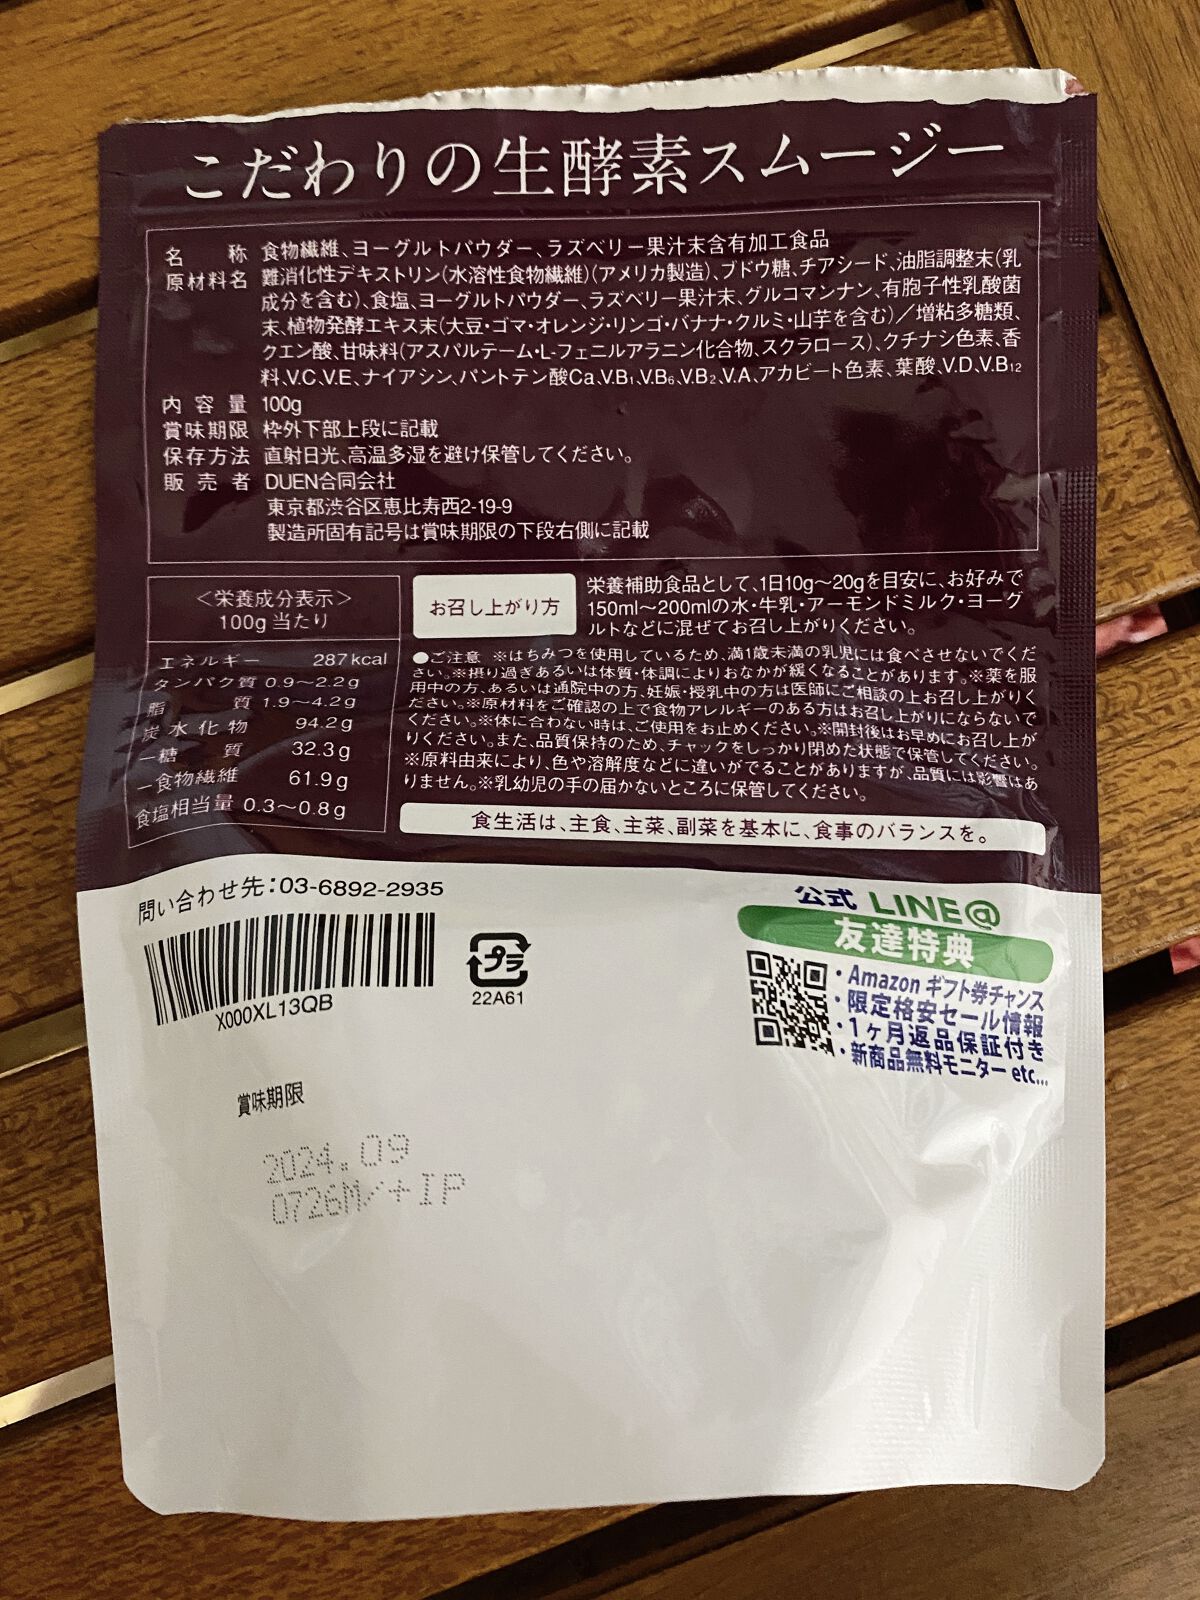 こだわりの生酵素スムージー
名称 食物繊維、ヨーグルトパウダー、ラズベリー果汁末含有加工食品
原材料名 難消化性デキストリン(水溶性食物繊維)(アメリカ製造)、ブドウ糖、チアシード、油脂調整末(乳
成分を含む)、食塩、ヨーグルトパウダー、ラズベリー果汁末、グルコマンナン、有胞子性乳酸菌
末、植物発酵エキス末(大豆・ゴマ・オレンジ・リンゴ・バナナ・クルミ・山芋を含む)／増粘多糖類、
クエン酸、甘味料(アスパルテーム・L-フェニルアラニン化合物、スクラロース)、クチナシ色素、香
料、V.C、V.E、ナイアシン、パントテン酸Ca、V.B₁、V.B₆、V.B₂、V.A、アカビート色素、葉酸、V.D、V.B₁₂
内容量 100g
賞味期限 枠外下部上段に記載
保存方法 直射日光、高温多湿を避け保管してください。
販売者 DUEN合同会社
東京都渋谷区恵比寿西2-19-9
製造所固有記号は賞味期限の下段右側に記載
＜栄養成分表示＞
100g当たり
エネルギー 287kcal
タンパク質 0.9〜2.2g
脂質 1.9〜4.2g
炭水化物 94.2g
ー糖質 32.3g
ー食物繊維 61.9g
食塩相当量 0.3〜0.8g
お召し上がり方
栄養補助食品として、1日10g〜20gを目安に、お好みで
150ml〜200mlの水・牛乳・アーモンドミルク・ヨーグ
ルトなどに混ぜてお召し上がりください。
●ご注意 ※はちみつを使用しているため、満1歳未満の乳児には食べさせないでくだ
さい。※摂り過ぎあるいは体質・体調によりおなかが緩くなることがあります。※薬を服
用中の方、あるいは通院中の方、妊娠・授乳中の方は医師にご相談の上お召し上がりく
ださい。※原材料をご確認の上で食物アレルギーのある方はお召し上がりにならないで
ください。※体に合わない時は、ご使用をお止めください。※開封後はお早めにお召し上が
りください。また、品質保持のため、チャックをしっかり閉めた状態で保管してください。
※原料由来により、色や溶解度などに違いがでることがありますが、品質には影響はあ
りません。※乳幼児の手の届かないところに保管してください。
食生活は、主食、主菜、副菜を基本に、食事のバランスを。
問い合わせ先：03-6892-2935
X000XL13QB
プラ
22A61
公式 LINE@
友達特典
・Amazon ギフト券チャンス
・限定格安セール情報
・1ヶ月返品保証付き
・新商品無料モニター etc...
賞味期限
2024.09
0726M/+IP